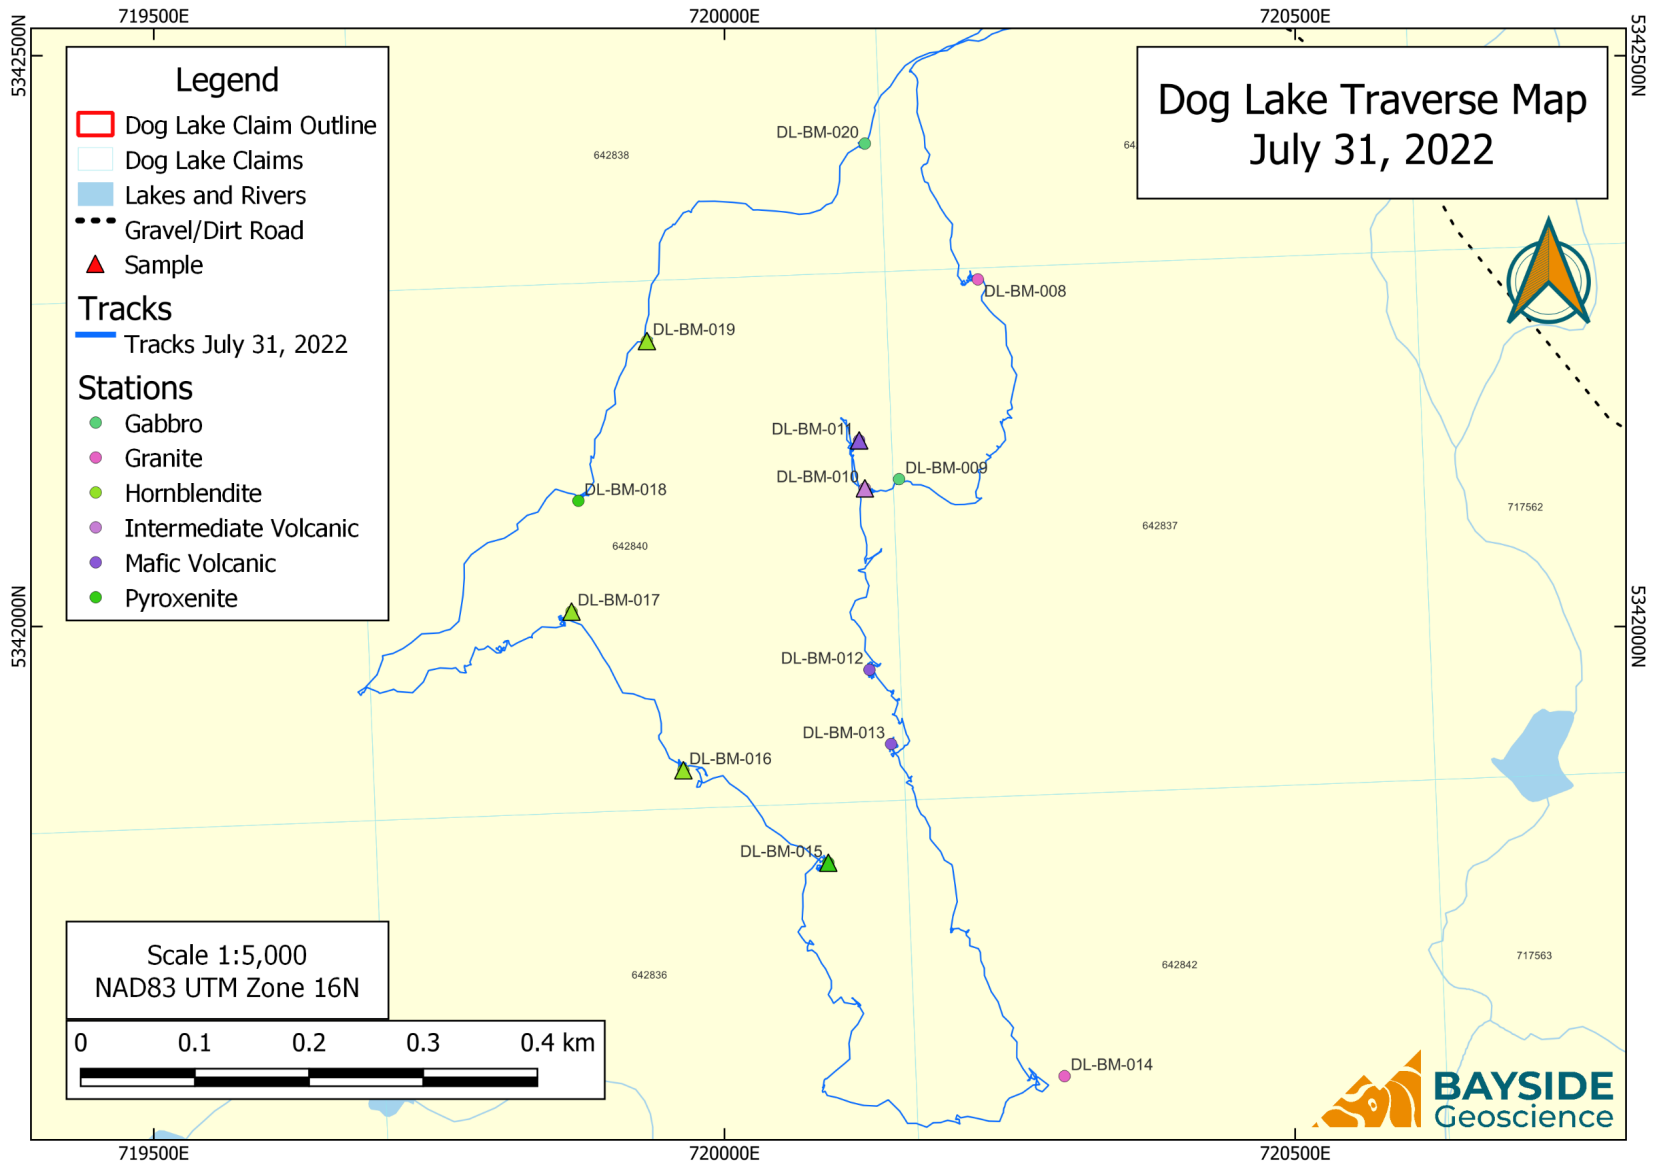 719500E
720000E
720500E
5342500N
5342500N
Legend
Dog Lake Claim Outline
Dog Lake Claims
Lakes and Rivers
Gravel/Dirt Road
Sample
Tracks
Tracks July 31, 2022
Stations
Gabbro
Granite
Hornblendite
Intermediate Volcanic
Mafic Volcanic
Pyroxenite
Dog Lake Traverse Map
July 31, 2022
DL-BM-020
642838
64
DL-BM-008
DL-BM-019
DL-BM-011
DL-BM-009
DL-BM-010
DL-BM-018
717562
642837
642840
DL-BM-017
5342000N
5342000N
DL-BM-012
DL-BM-013
DL-BM-016
DL-BM-015
717563
642842
642836
Scale 1:5,000
NAD83 UTM Zone 16N
0 0.1 0.2 0.3 0.4 km
DL-BM-014
BAYSIDE
Geoscience
719500E
720000E
720500E